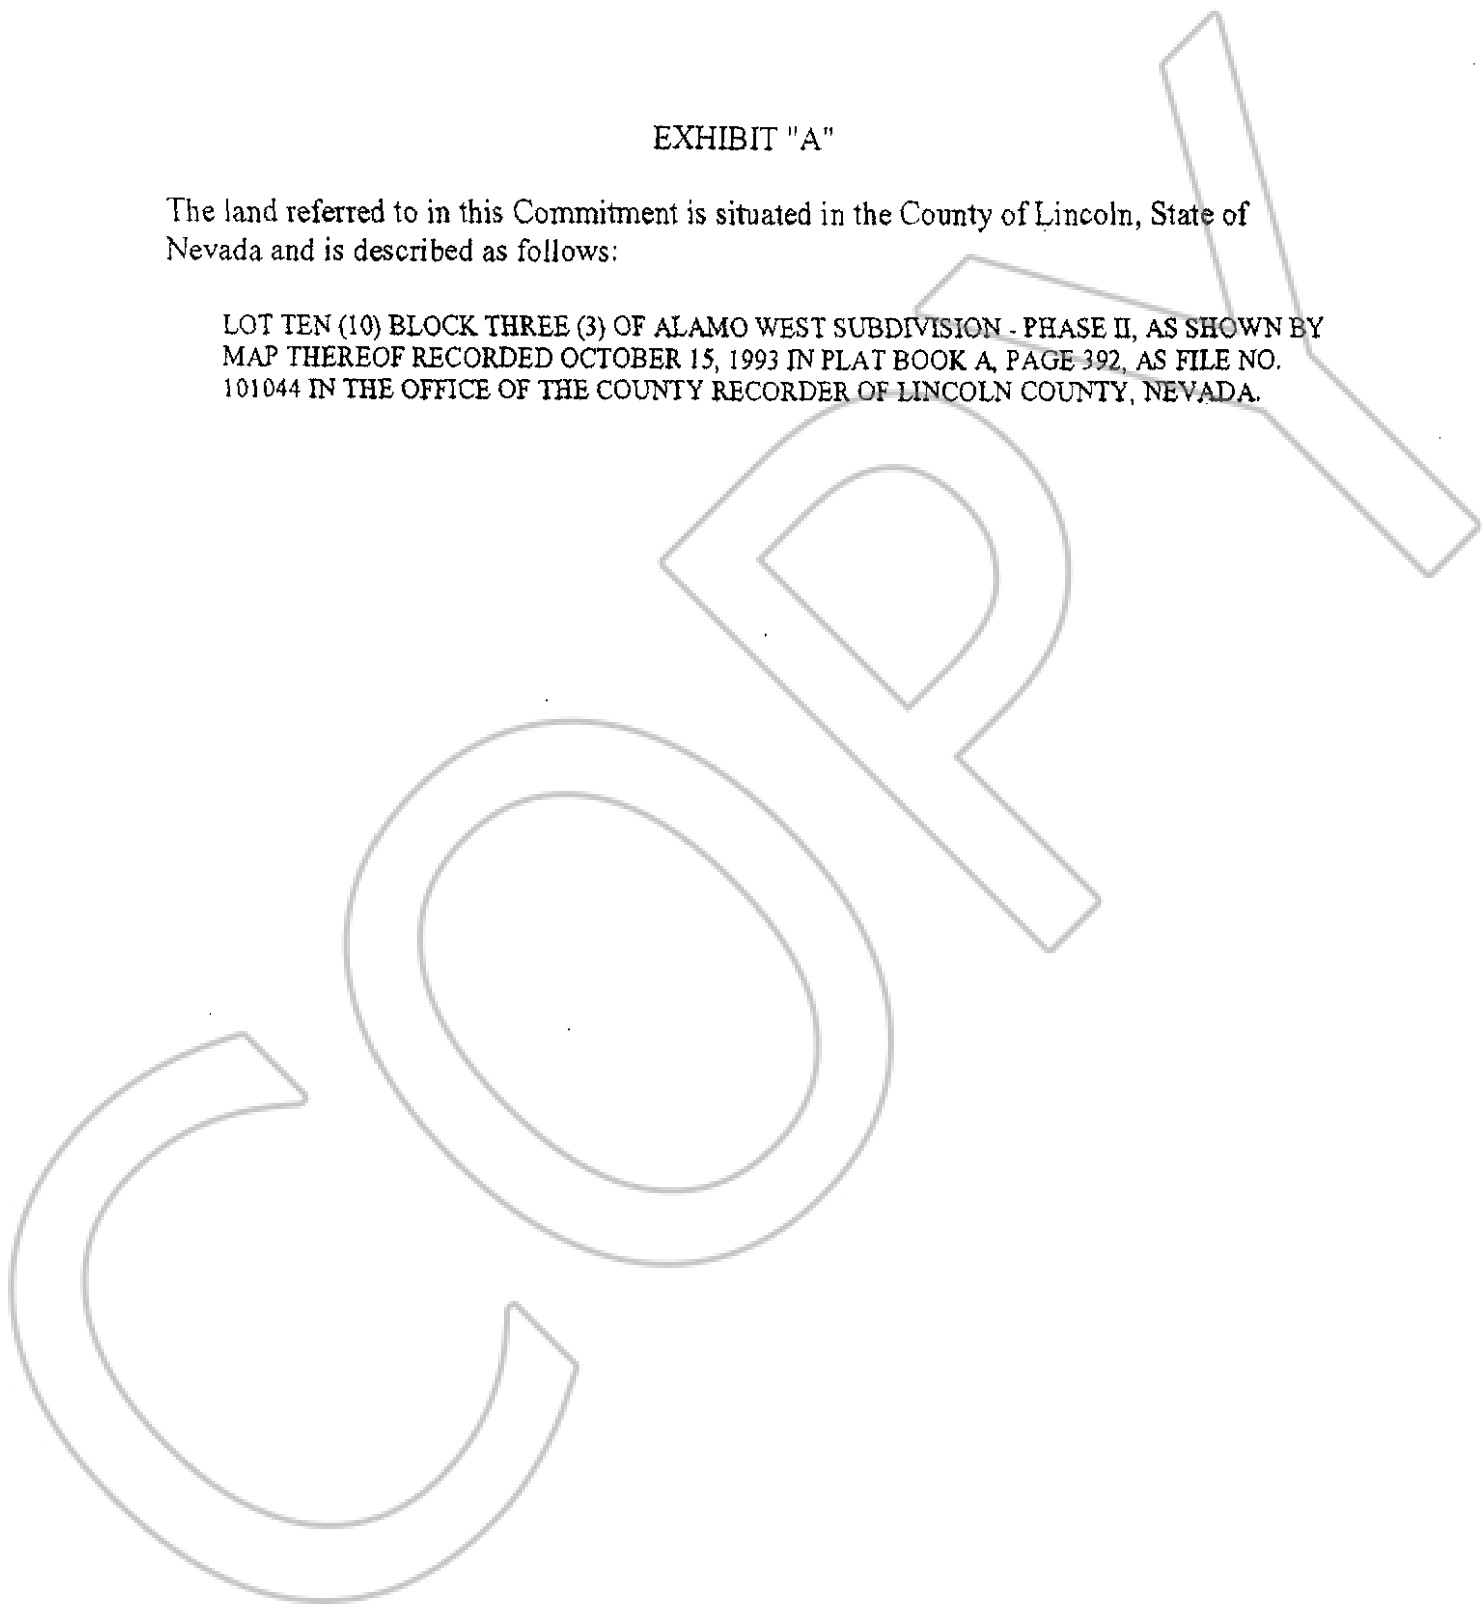 EXHIBIT "A"
The land referred to in this Commitment is situated in the County of Lincoln, State of
Nevada and is described as follows:
LOT TEN (10) BLOCK THREE (3) OF ALAMO WEST SUBDIVISION - PHASE II, AS SHOWN BY
MAP THEREOF RECORDED OCTOBER 15, 1993 IN PLAT BOOK A, PAGE 392, AS FILE NO.
101044 IN THE OFFICE OF THE COUNTY RECORDER OF LINCOLN COUNTY, NEVADA.
COPY